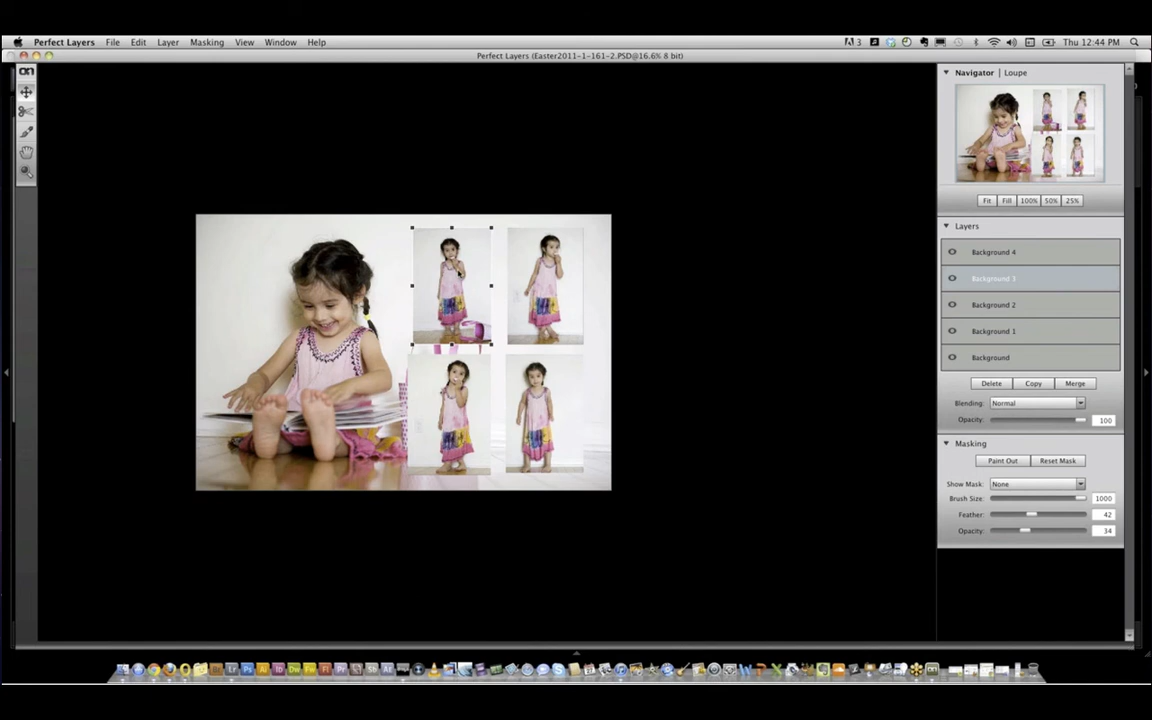 Perfect Layers File Edit Layer Masking View Window Help
3 Thu 12:44 PM
Perfect Layers (Easter2011-1-161-2.PSD@16.6% 8 bit)
on
Navigator | Loupe
Fit Fill 100% 50% 25%
Layers
Background 4
Background 3
Background 2
Background 1
Background
Delete Copy Merge
Blending: Normal
Opacity: 100
Masking
Paint Out Reset Mask
Show Mask: None
Brush Size: 1000
Feather: 42
Opacity: 34